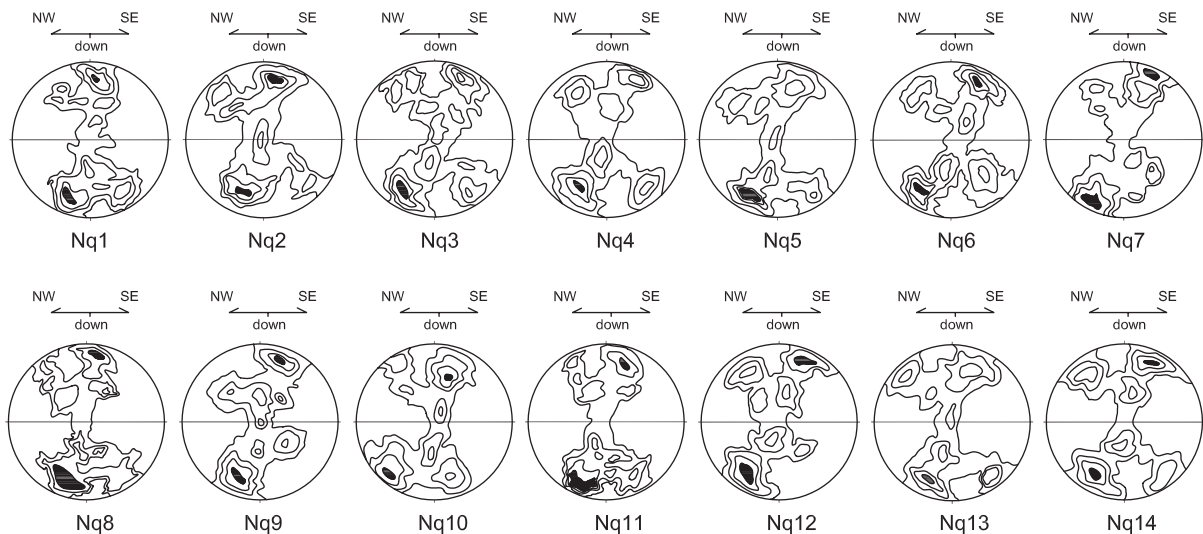 NW SE NW SE NW SE NW SE NW SE NW SE NW SE
down down down down down down down
Nq1 Nq2 Nq3 Nq4 Nq5 Nq6 Nq7
NW SE NW SE NW SE NW SE NW SE NW SE NW SE
down down down down down down down
Nq8 Nq9 Nq10 Nq11 Nq12 Nq13 Nq14